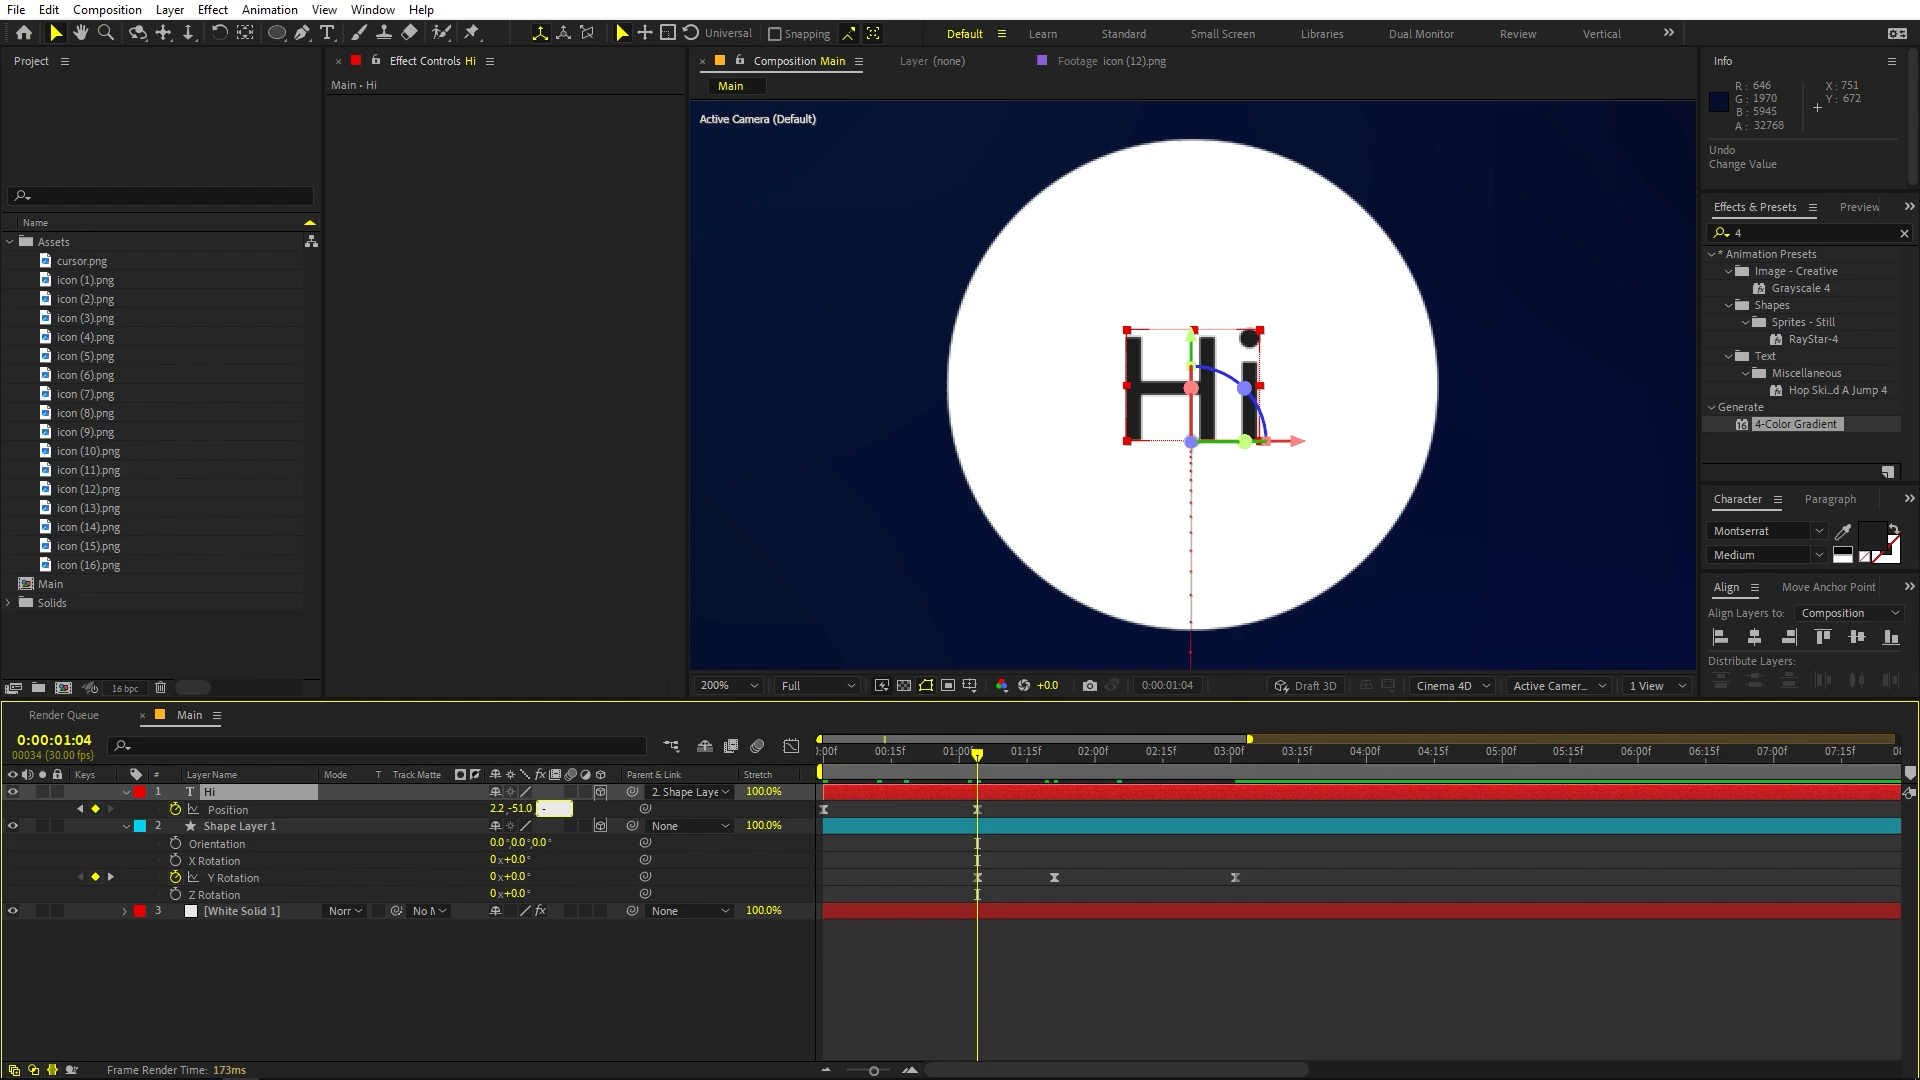 File Edit Composition Layer Effect Animation View Window Help
Universal Snapping Default Learn Standard Small Screen Libraries Dual Monitor Review Vertical
Project
Effect Controls Hi
Main • Hi
Composition Main
Layer (none)
Footage icon (12).png
Main
Active Camera (Default)
Info
R : 646
G : 1970
B : 5945
A : 32768
X : 751
Y : 672
Undo
Change Value
Name
Assets
cursor.png
icon (1).png
icon (2).png
icon (3).png
icon (4).png
icon (5).png
icon (6).png
icon (7).png
icon (8).png
icon (9).png
icon (10).png
icon (11).png
icon (12).png
icon (13).png
icon (14).png
icon (15).png
icon (16).png
Main
Solids
16 bpc
Hi
Effects & Presets Preview
4
* Animation Presets
Image - Creative
Grayscale 4
Shapes
Sprites - Still
RayStar-4
Text
Miscellaneous
Hop Ski...d A Jump 4
Generate
4-Color Gradient
Character Paragraph
Montserrat
Medium
Align Move Anchor Point
Align Layers to: Composition
Distribute Layers:
200% Full +0.0 0:00:01:04 Draft 3D Cinema 4D Active Camer... 1 View
Render Queue Main
0:00:01:04
00034 (30.00 fps)
:00f 00:15f 01:00f 01:15f 02:00f 02:15f 03:00f 03:15f 04:00f 04:15f 05:00f 05:15f 06:00f 06:15f 07:00f 07:15f
Keys # Layer Name Mode T Track Matte Parent & Link Stretch
1 T Hi 2. Shape Laye 100.0%
Position 2.2,-51.0 -
2 Shape Layer 1 None 100.0%
Orientation 0.0°,0.0°,0.0°
X Rotation 0x+0.0°
Y Rotation 0x+0.0°
Z Rotation 0x+0.0°
3 [White Solid 1] Norr No M fx None 100.0%
Frame Render Time: 173ms